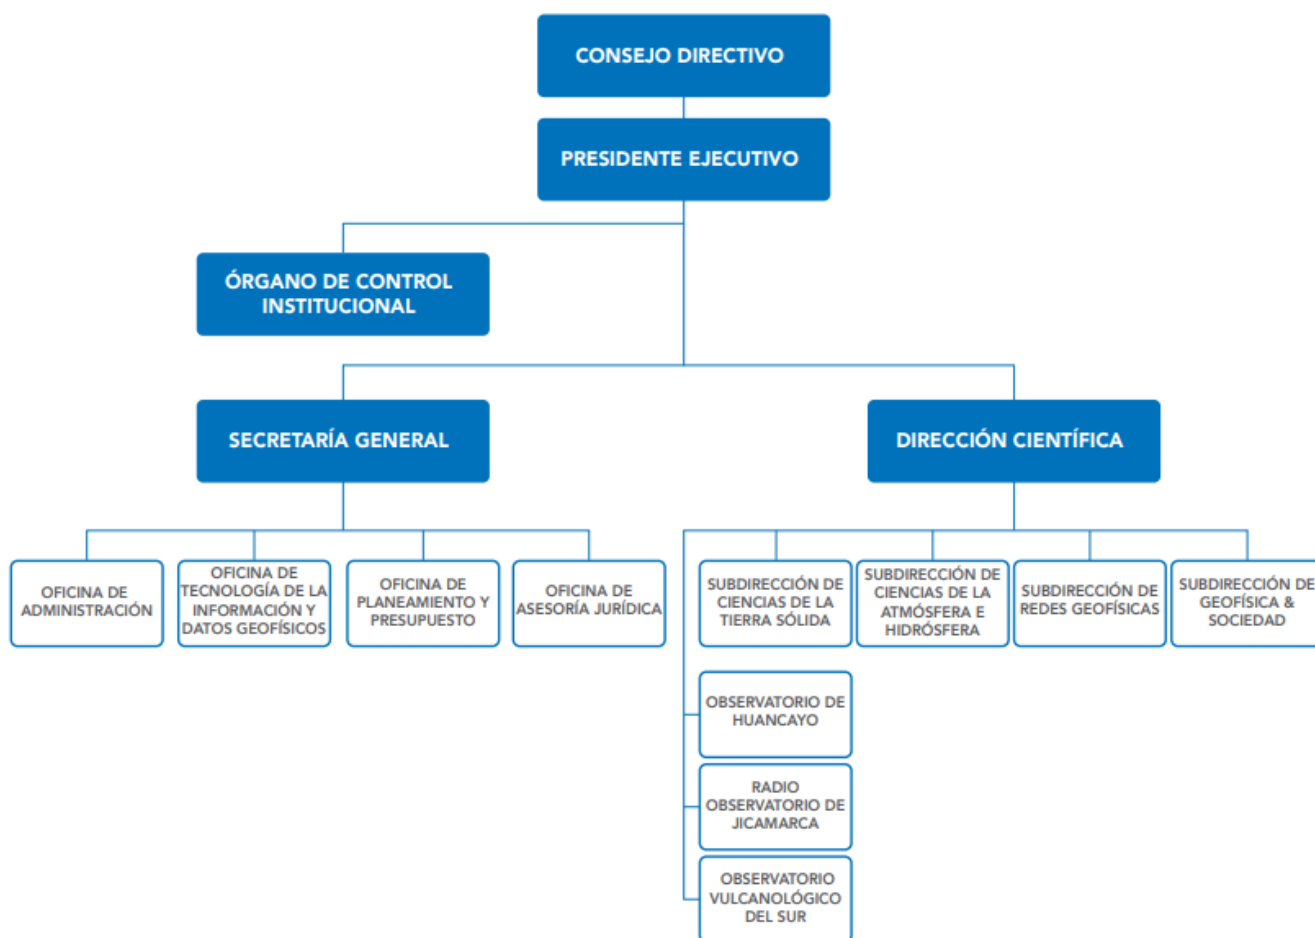 CONSEJO DIRECTIVO
PRESIDENTE EJECUTIVO
ÓRGANO DE CONTROL
INSTITUCIONAL
SECRETARÍA GENERAL
DIRECCIÓN CIENTÍFICA
OFICINA DE
ADMINISTRACIÓN
OFICINA DE
TECNOLOGÍA DE LA
INFORMACIÓN Y
DATOS GEOFÍSICOS
OFICINA DE
PLANEAMIENTO Y
PRESUPUESTO
OFICINA DE
ASESORÍA JURÍDICA
SUBDIRECCIÓN DE
CIENCIAS DE LA
TIERRA SÓLIDA
SUBDIRECCIÓN DE
CIENCIAS DE LA
ATMÓSFERA E
HIDRÓSFERA
SUBDIRECCIÓN DE
REDES GEOFÍSICAS
SUBDIRECCIÓN DE
GEOFÍSICA &
SOCIEDAD
OBSERVATORIO DE
HUANCAYO
RADIO
OBSERVATORIO DE
JICAMARCA
OBSERVATORIO
VULCANOLÓGICO
DEL SUR